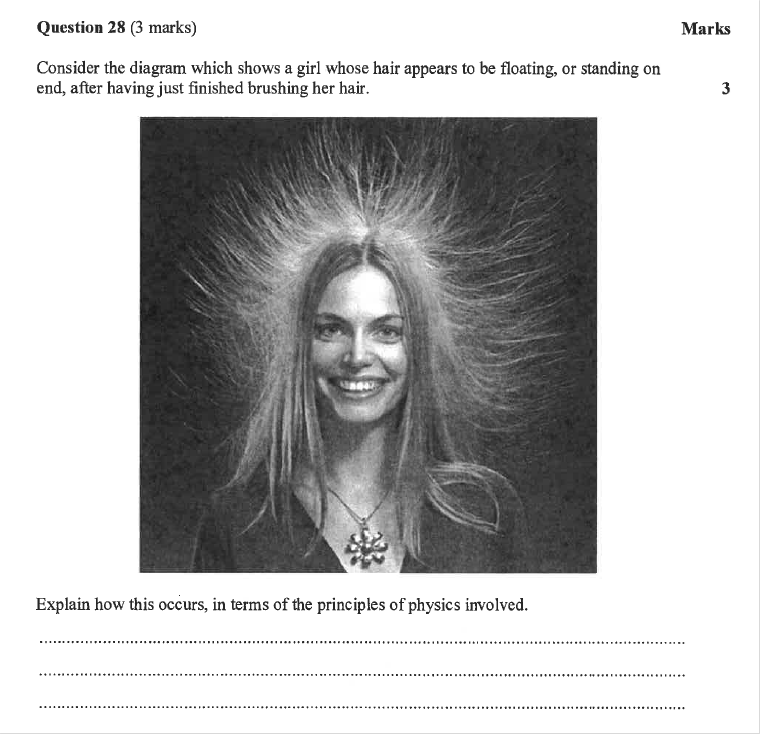 Question 28 (3 marks) Marks
Consider the diagram which shows a girl whose hair appears to be floating, or standing on
end, after having just finished brushing her hair. 3
Explain how this occurs, in terms of the principles of physics involved.